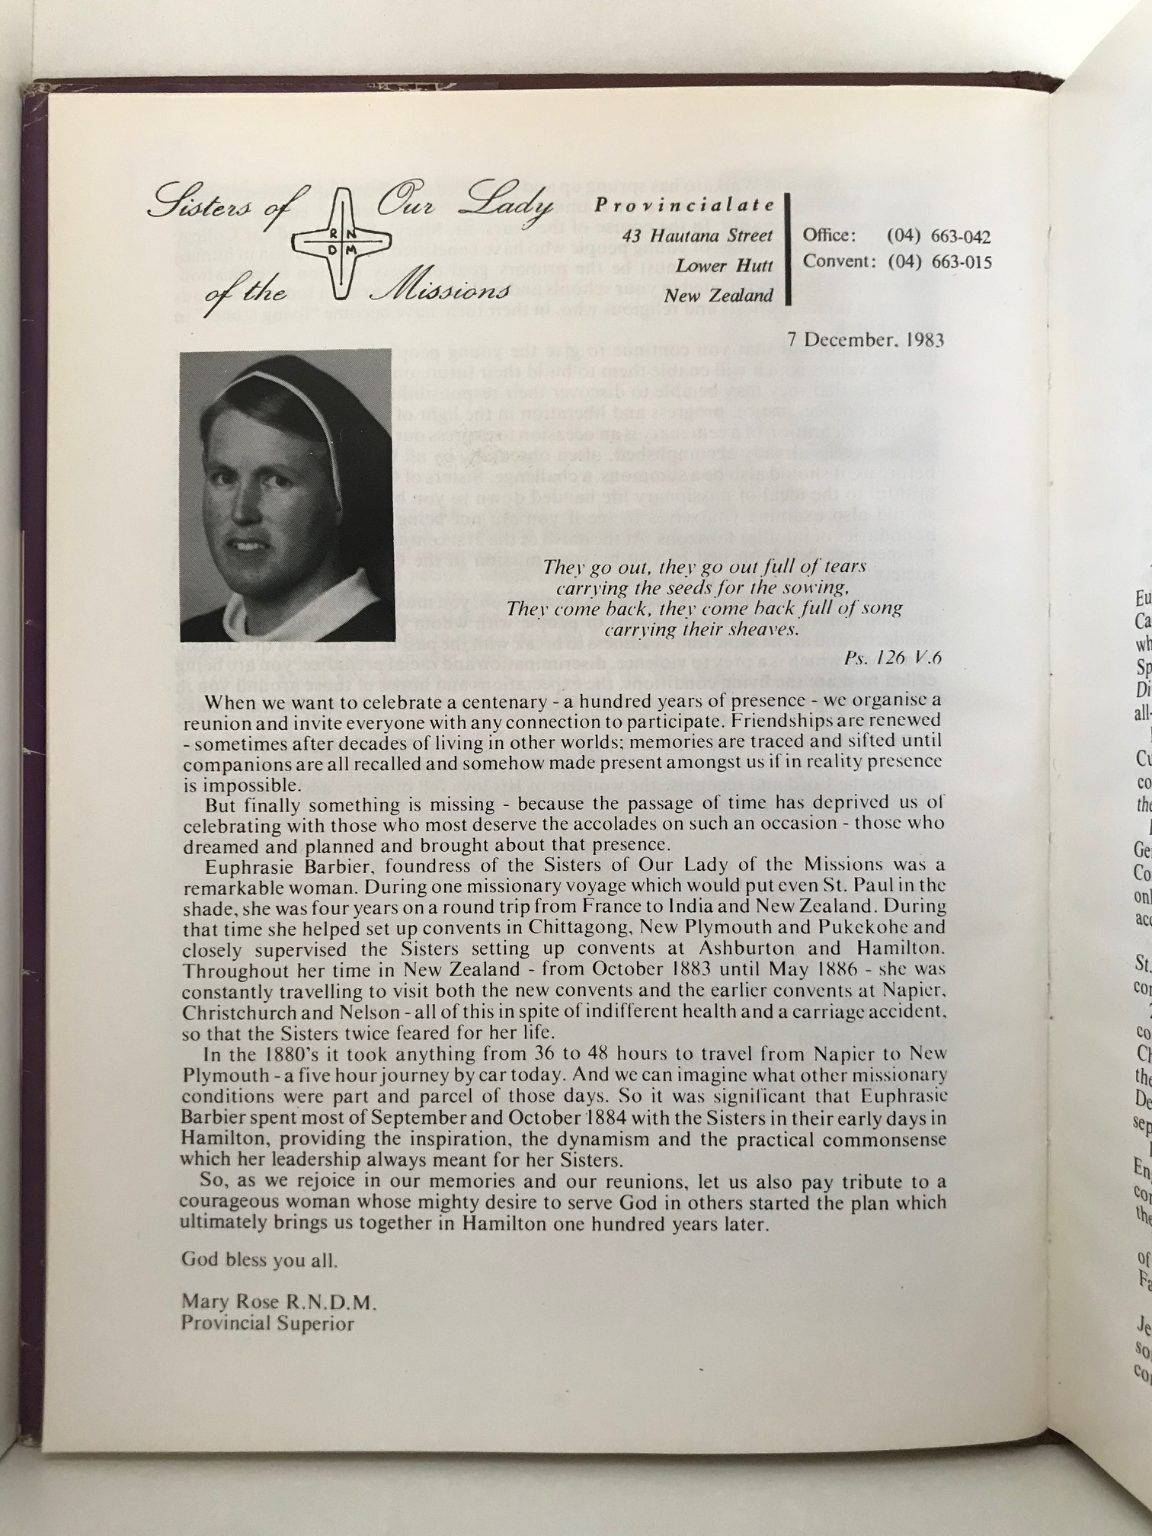 Sisters of Our Lady
of the Missions
R N
D M
Provincialate
43 Hautana Street
Lower Hutt
New Zealand
Office: (04) 663-042
Convent: (04) 663-015
7 December. 1983
They go out, they go out full of tears
carrying the seeds for the sowing,
They come back, they come back full of song
carrying their sheaves.
Ps. 126 V.6
When we want to celebrate a centenary - a hundred years of presence - we organise a
reunion and invite everyone with any connection to participate. Friendships are renewed
- sometimes after decades of living in other worlds; memories are traced and sifted until
companions are all recalled and somehow made present amongst us if in reality presence
is impossible.
But finally something is missing - because the passage of time has deprived us of
celebrating with those who most deserve the accolades on such an occasion - those who
dreamed and planned and brought about that presence.
Euphrasie Barbier, foundress of the Sisters of Our Lady of the Missions was a
remarkable woman. During one missionary voyage which would put even St. Paul in the
shade, she was four years on a round trip from France to India and New Zealand. During
that time she helped set up convents in Chittagong, New Plymouth and Pukekohe and
closely supervised the Sisters setting up convents at Ashburton and Hamilton.
Throughout her time in New Zealand - from October 1883 until May 1886 - she was
constantly travelling to visit both the new convents and the earlier convents at Napier,
Christchurch and Nelson - all of this in spite of indifferent health and a carriage accident,
so that the Sisters twice feared for her life.
In the 1880's it took anything from 36 to 48 hours to travel from Napier to New
Plymouth - a five hour journey by car today. And we can imagine what other missionary
conditions were part and parcel of those days. So it was significant that Euphrasie
Barbier spent most of September and October 1884 with the Sisters in their early days in
Hamilton, providing the inspiration, the dynamism and the practical commonsense
which her leadership always meant for her Sisters.
So, as we rejoice in our memories and our reunions, let us also pay tribute to a
courageous woman whose mighty desire to serve God in others started the plan which
ultimately brings us together in Hamilton one hundred years later.
God bless you all.
Mary Rose R.N.D.M.
Provincial Superior